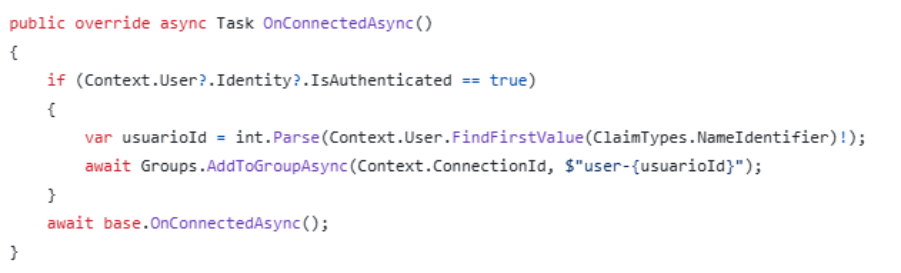 public override async Task OnConnectedAsync()
{
    if (Context.User?.Identity?.IsAuthenticated == true)
    {
        var usuarioId = int.Parse(Context.User.FindFirstValue(ClaimTypes.NameIdentifier)!);
        await Groups.AddToGroupAsync(Context.ConnectionId, $"user-{usuarioId}");
    }
    await base.OnConnectedAsync();
}